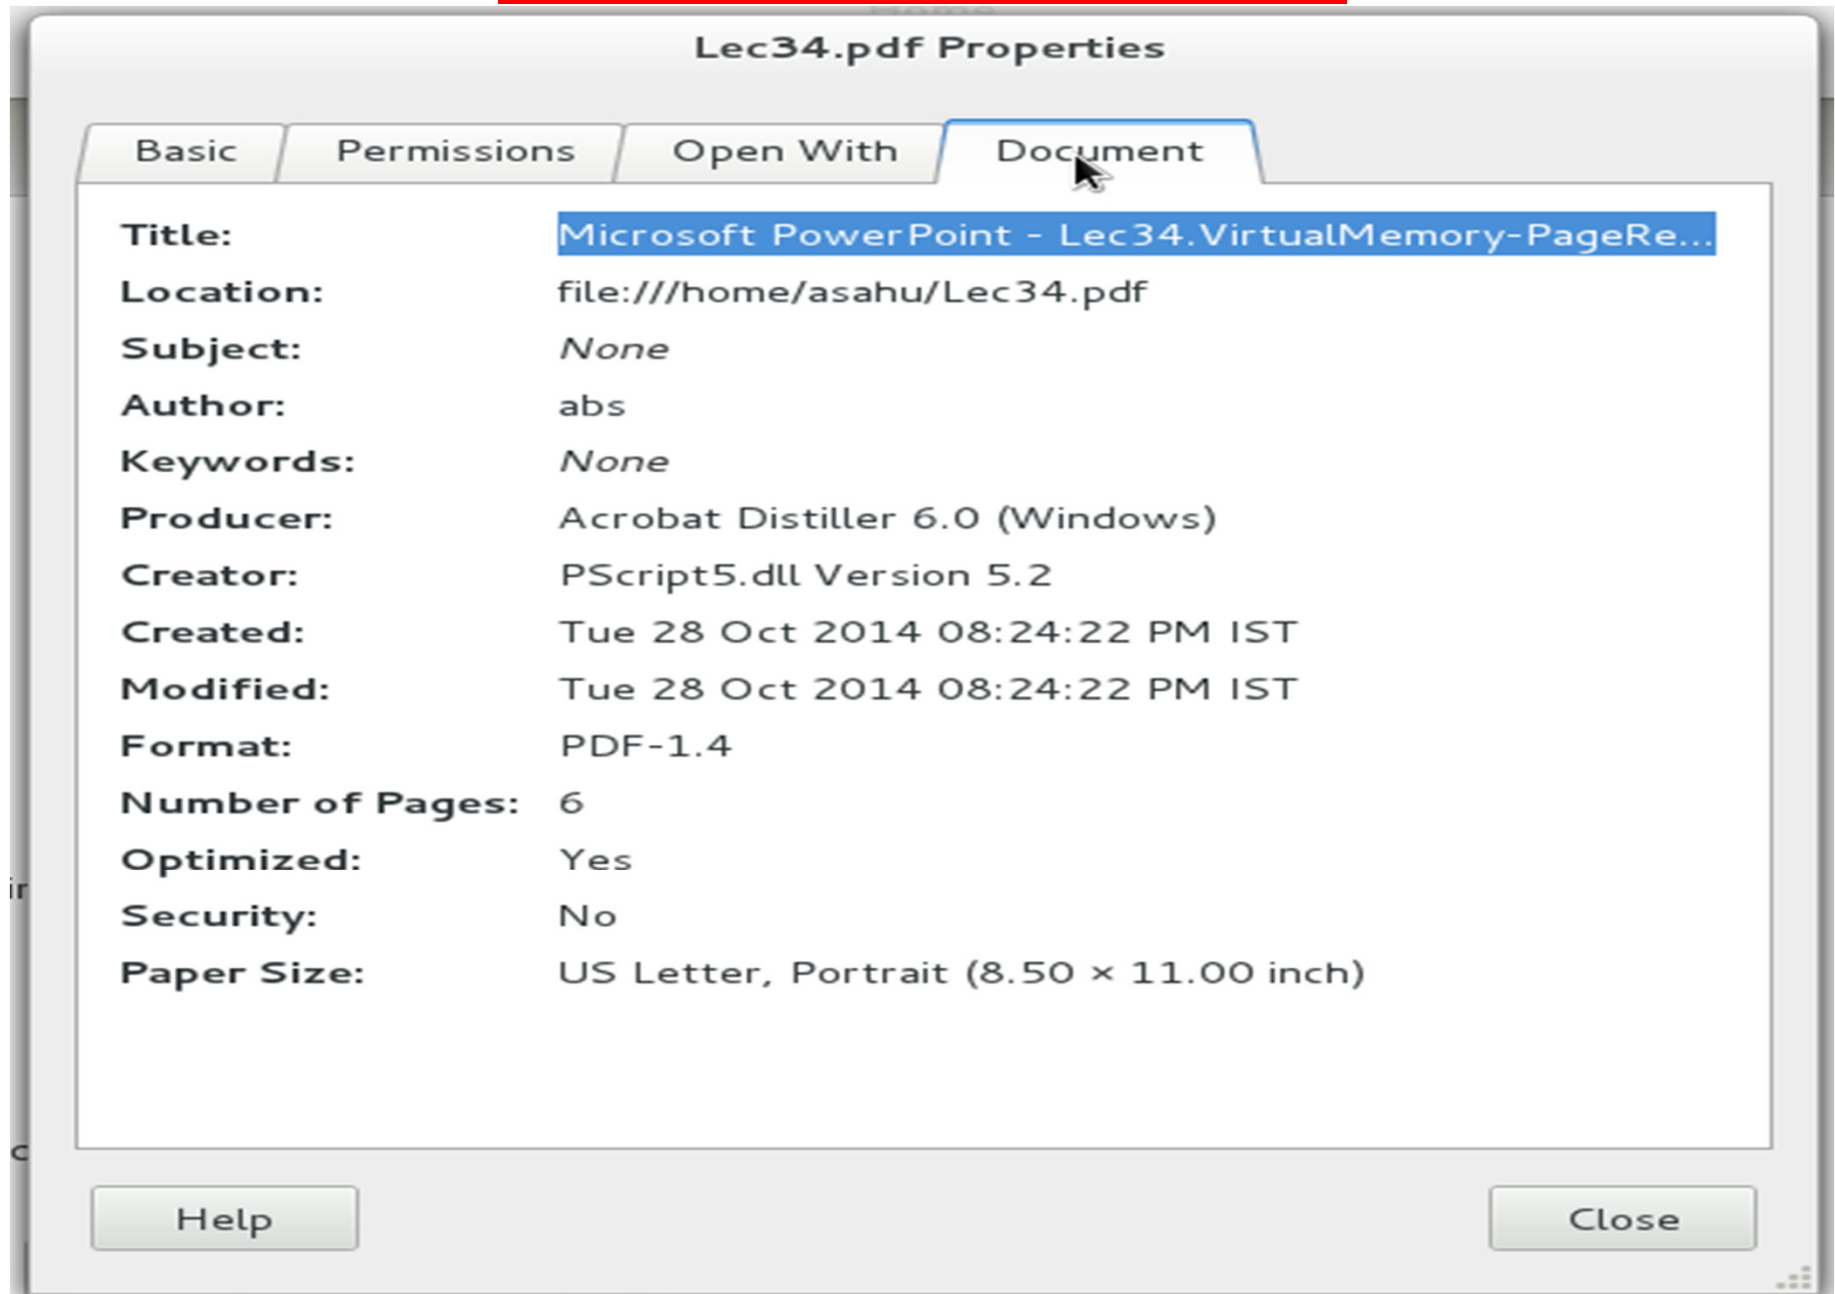 Lec34.pdf Properties
Basic Permissions Open With Document
Title: Microsoft PowerPoint - Lec34.VirtualMemory-PageRe...
Location: file:///home/asahu/Lec34.pdf
Subject: None
Author: abs
Keywords: None
Producer: Acrobat Distiller 6.0 (Windows)
Creator: PScript5.dll Version 5.2
Created: Tue 28 Oct 2014 08:24:22 PM IST
Modified: Tue 28 Oct 2014 08:24:22 PM IST
Format: PDF-1.4
Number of Pages: 6
Optimized: Yes
Security: No
Paper Size: US Letter, Portrait (8.50 × 11.00 inch)
Help Close